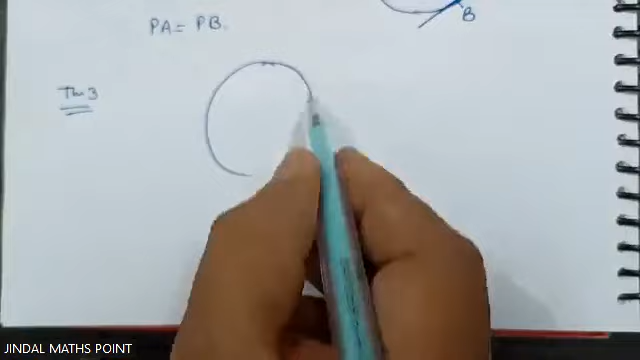 B
PA = PB.
Th 3
JINDAL MATHS POINT